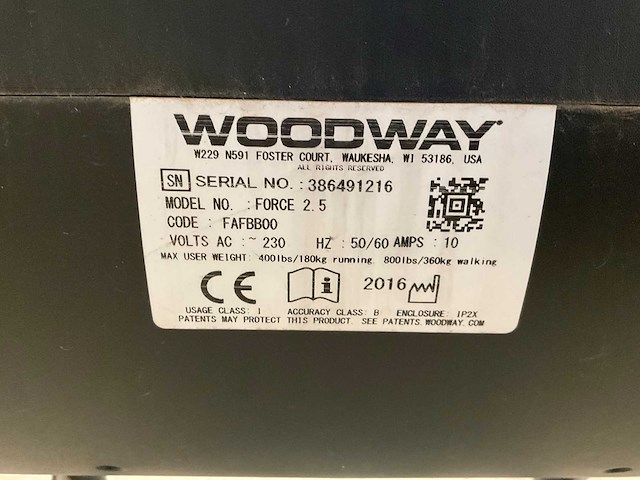 WOODWAY
W229 N591 FOSTER COURT, WAUKESHA, WI 53186, USA
ALL RIGHTS RESERVED
SN SERIAL NO.: 386491216
MODEL NO. : FORCE 2.5
CODE : FAFBB00
VOLTS AC :~ 230 HZ : 50/60 AMPS : 10
MAX USER WEIGHT: 400lbs/180kg running. 800lbs/360kg walking
CE i 2016
USAGE CLASS: I ACCURACY CLASS: B ENCLOSURE: IP2X
PATENTS MAY PROTECT THIS PRODUCT. SEE PATENTS.WOODWAY.COM